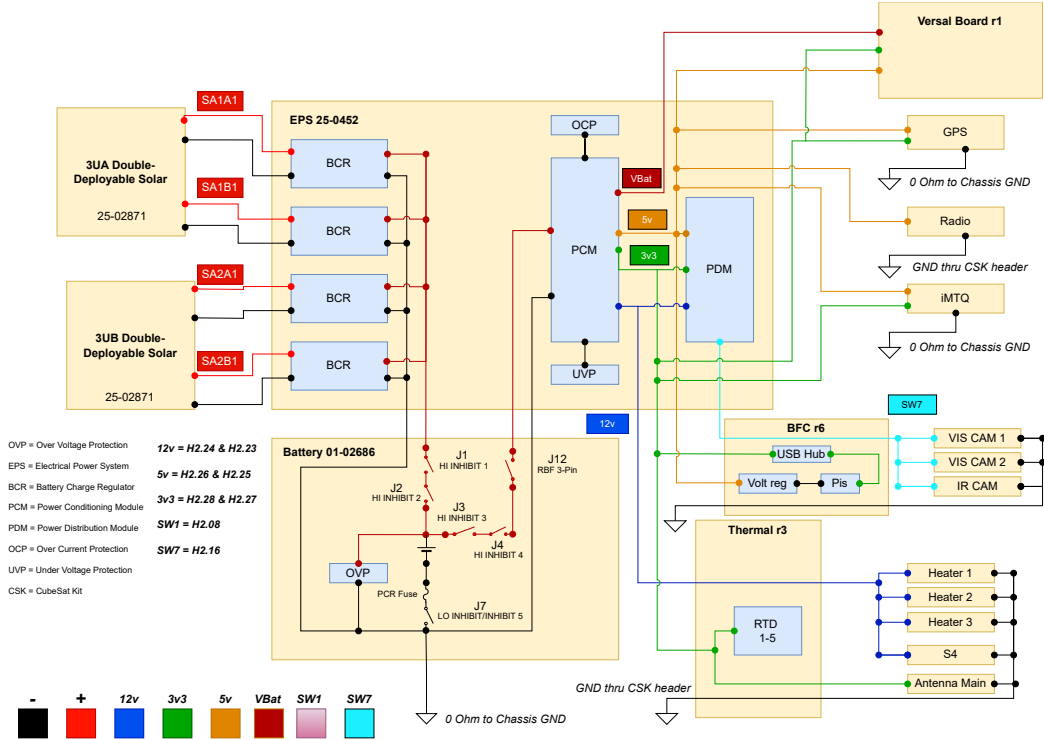 Versal Board r1
SA1A1
EPS 25-0452
OCP
GPS
0 Ohm to Chassis GND
3UA Double-
Deployable Solar
25-02871
BCR
VBat
SA1B1
BCR
5v
Radio
GND thru CSK header
PCM
3v3
PDM
SA2A1
BCR
iMTQ
0 Ohm to Chassis GND
3UB Double-
Deployable Solar
25-02871
SA2B1
BCR
UVP
SW7
12v
BFC r6
OVP = Over Voltage Protection
EPS = Electrical Power System
BCR = Battery Charge Regulator
PCM = Power Conditioning Module
PDM = Power Distribution Module
OCP = Over Current Protection
UVP = Under Voltage Protection
CSK = CubeSat Kit
12v = H2.24 & H2.23
5v = H2.26 & H2.25
3v3 = H2.28 & H2.27
SW1 = H2.08
SW7 = H2.16
Battery 01-02686
J1
HI INHIBIT 1
J12
RBF 3-Pin
J2
HI INHIBIT 2
J3
HI INHIBIT 3
J4
HI INHIBIT 4
OVP
PCR Fuse
J7
LO INHIBIT/INHIBIT 5
USB Hub
Volt reg
Pis
VIS CAM 1
VIS CAM 2
IR CAM
Thermal r3
RTD
1-5
Heater 1
Heater 2
Heater 3
S4
Antenna Main
GND thru CSK header
0 Ohm to Chassis GND
-
+
12v
3v3
5v
VBat
SW1
SW7